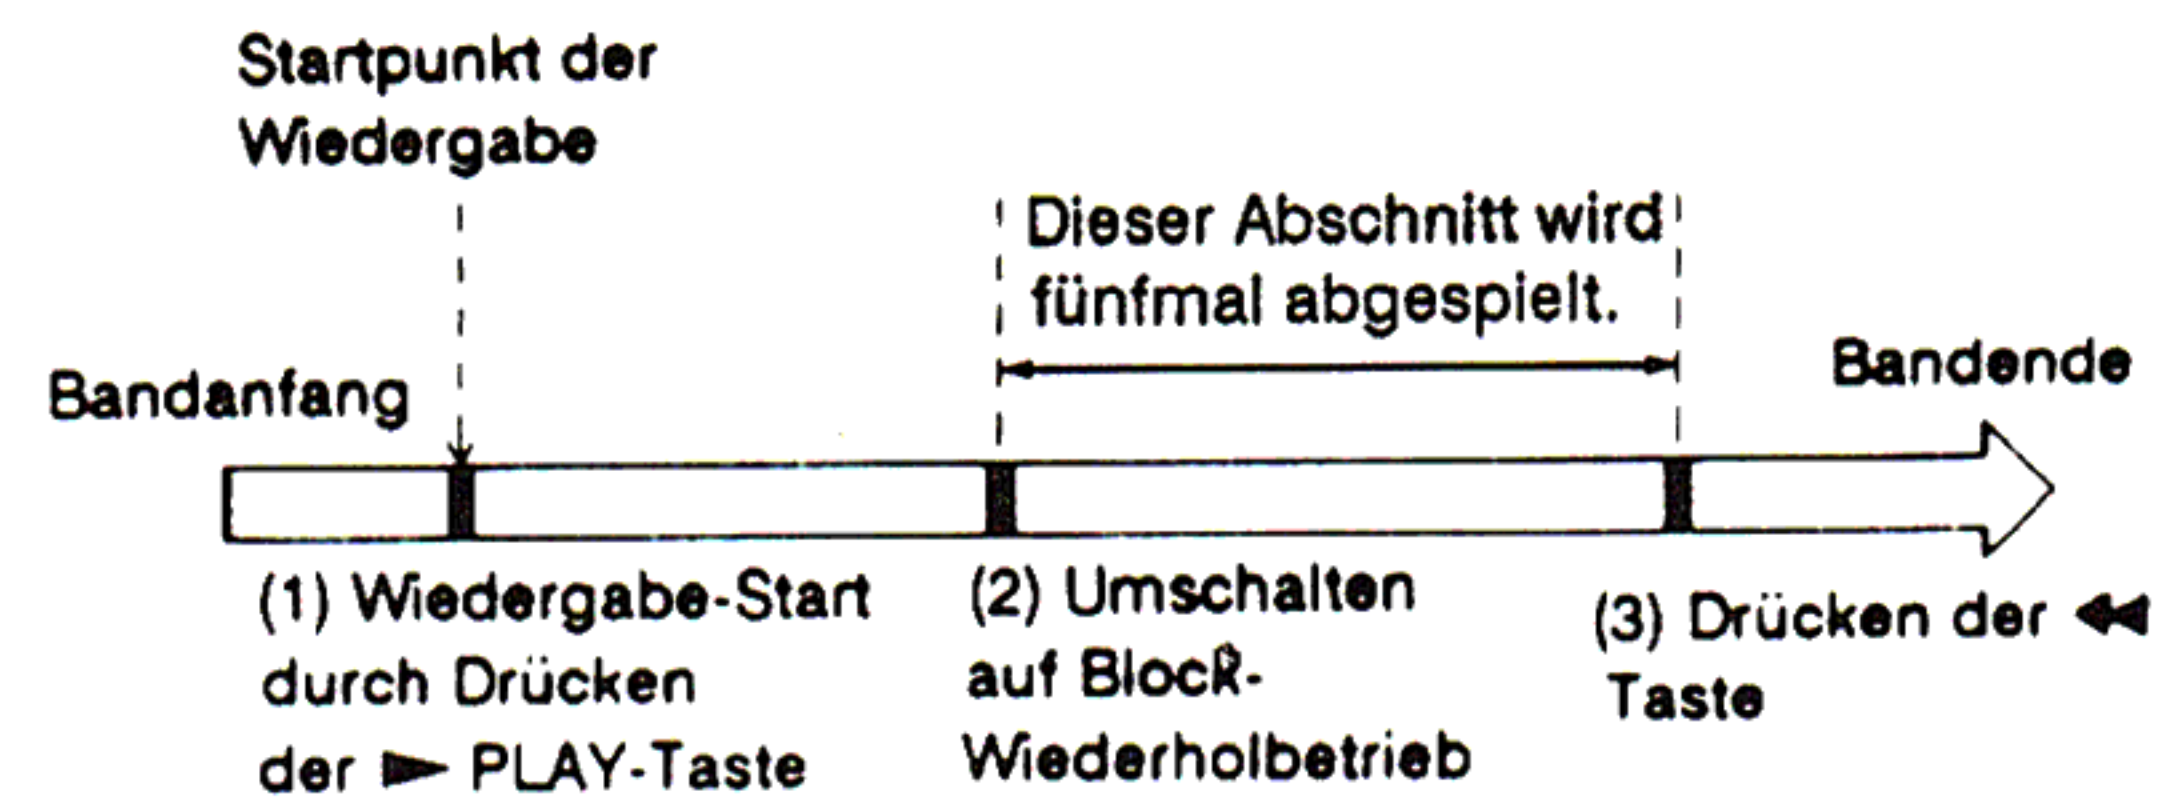 Startpunkt der
Wiedergabe
Dieser Abschnitt wird
fünfmal abgespielt.
Bandanfang
Bandende
(1) Wiedergabe-Start
durch Drücken
der ► PLAY-Taste
(2) Umschalten
auf Block-
Wiederholbetrieb
(3) Drücken der ◄◄
Taste